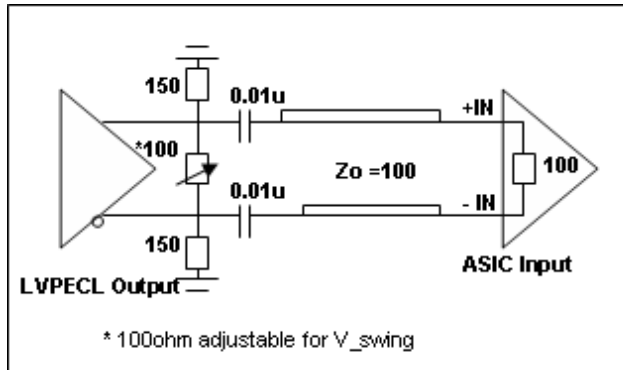 150
0.01u
+IN
*100
100
Zo =100
0.01u
- IN
150
ASIC Input
LVPECL Output
* 100ohm adjustable for V_swing